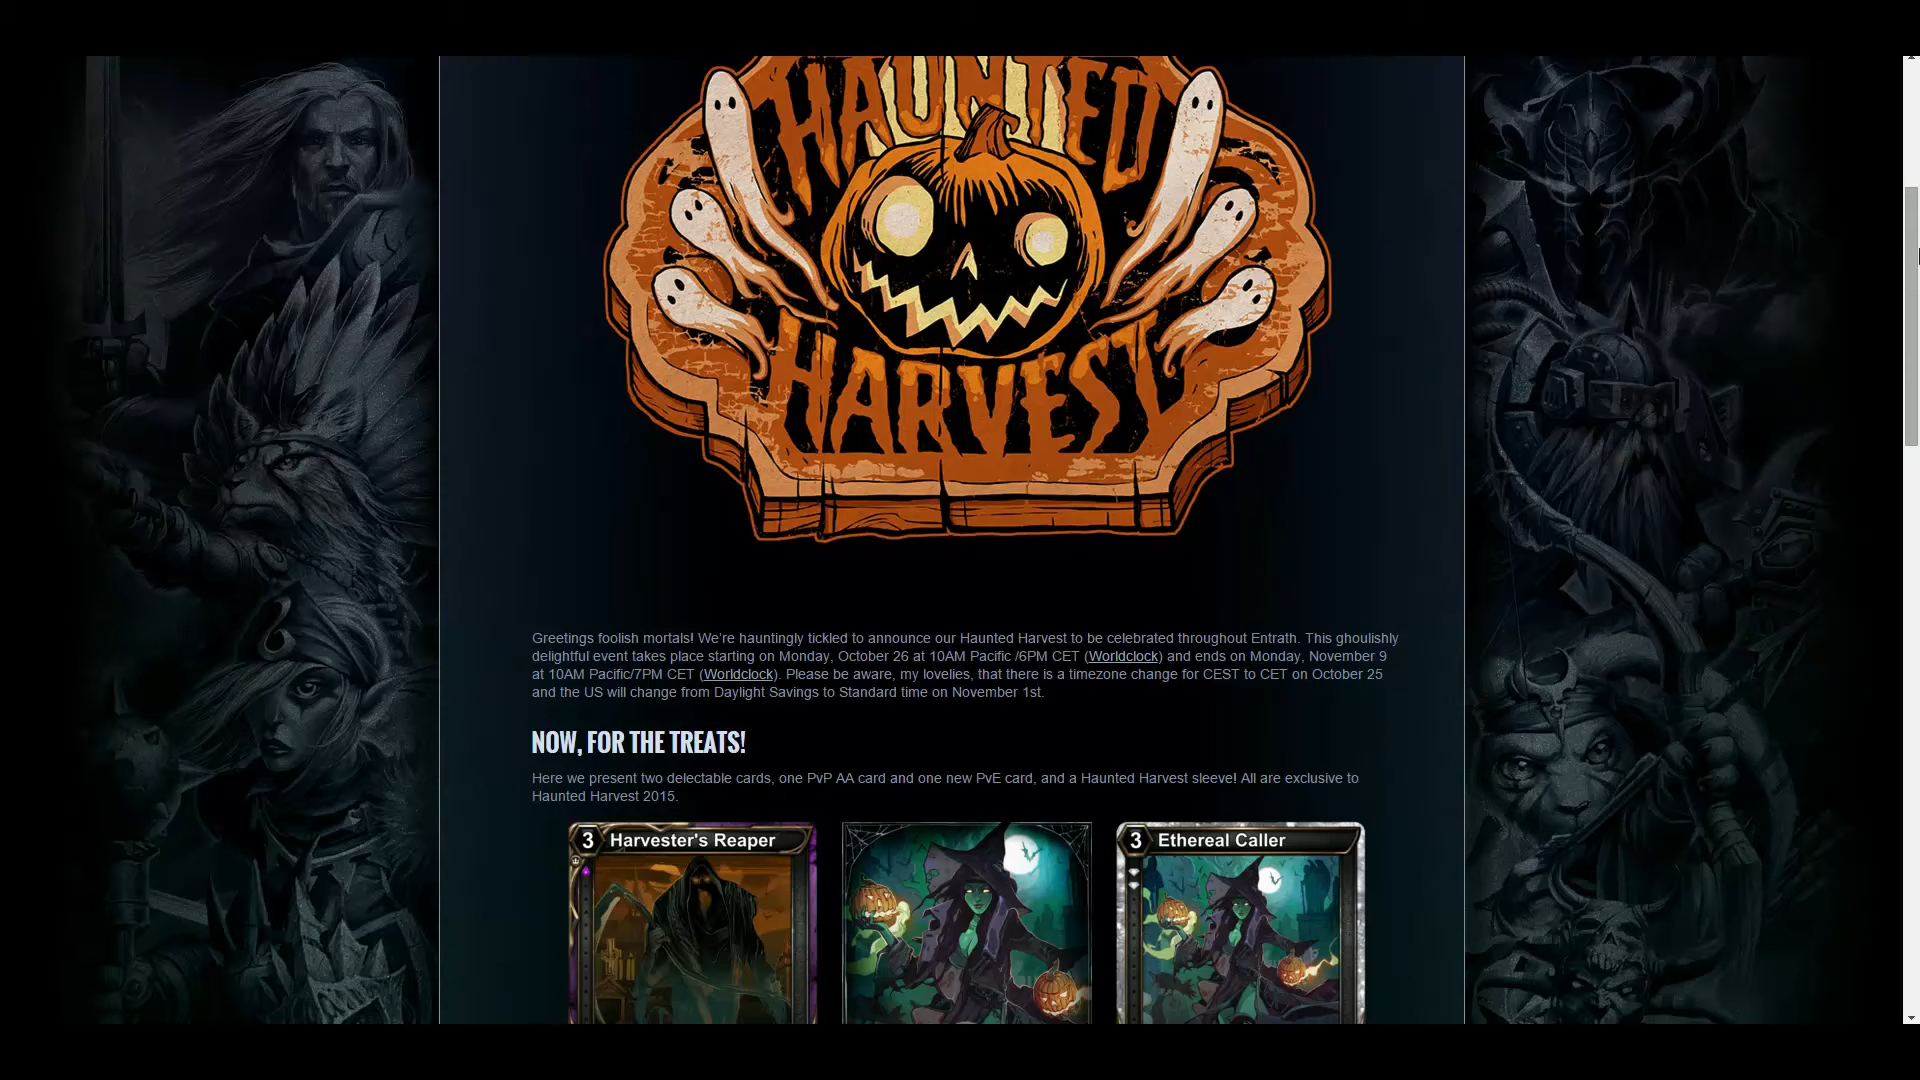 HAUNTED
HARVEST
Greetings foolish mortals! We're hauntingly tickled to announce our Haunted Harvest to be celebrated throughout Entrath. This ghoulishly
delightful event takes place starting on Monday, October 26 at 10AM Pacific /6PM CET (Worldclock) and ends on Monday, November 9
at 10AM Pacific/7PM CET (Worldclock). Please be aware, my lovelies, that there is a timezone change for CEST to CET on October 25
and the US will change from Daylight Savings to Standard time on November 1st.
NOW, FOR THE TREATS!
Here we present two delectable cards, one PvP AA card and one new PvE card, and a Haunted Harvest sleeve! All are exclusive to
Haunted Harvest 2015.
3 Harvester's Reaper
3 Ethereal Caller